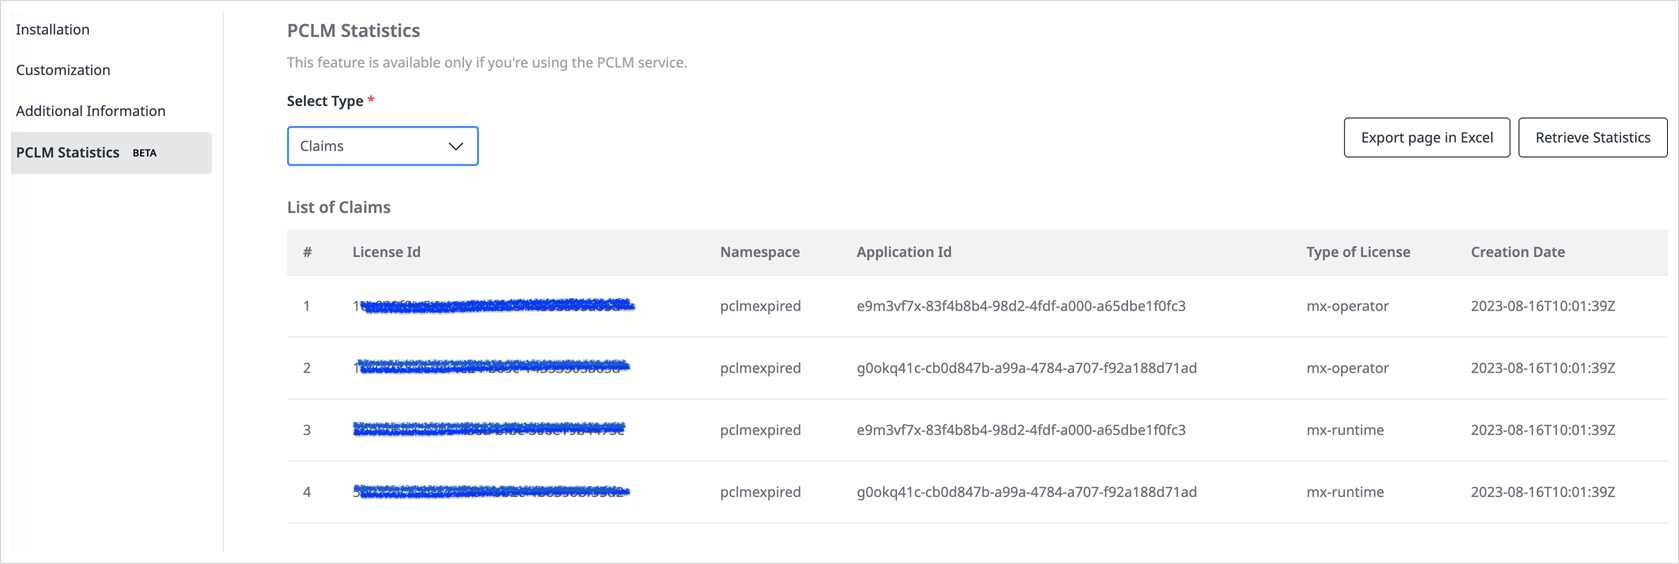 Installation
Customization
Additional Information
PCLM Statistics BETA
PCLM Statistics
This feature is available only if you're using the PCLM service.
Select Type *
Claims
Export page in Excel
Retrieve Statistics
List of Claims
# License Id Namespace Application Id Type of License Creation Date
1 pclmexpired e9m3vf7x-83f4b8b4-98d2-4fdf-a000-a65dbe1f0fc3 mx-operator 2023-08-16T10:01:39Z
2 pclmexpired g0okq41c-cb0d847b-a99a-4784-a707-f92a188d71ad mx-operator 2023-08-16T10:01:39Z
3 pclmexpired e9m3vf7x-83f4b8b4-98d2-4fdf-a000-a65dbe1f0fc3 mx-runtime 2023-08-16T10:01:39Z
4 pclmexpired g0okq41c-cb0d847b-a99a-4784-a707-f92a188d71ad mx-runtime 2023-08-16T10:01:39Z